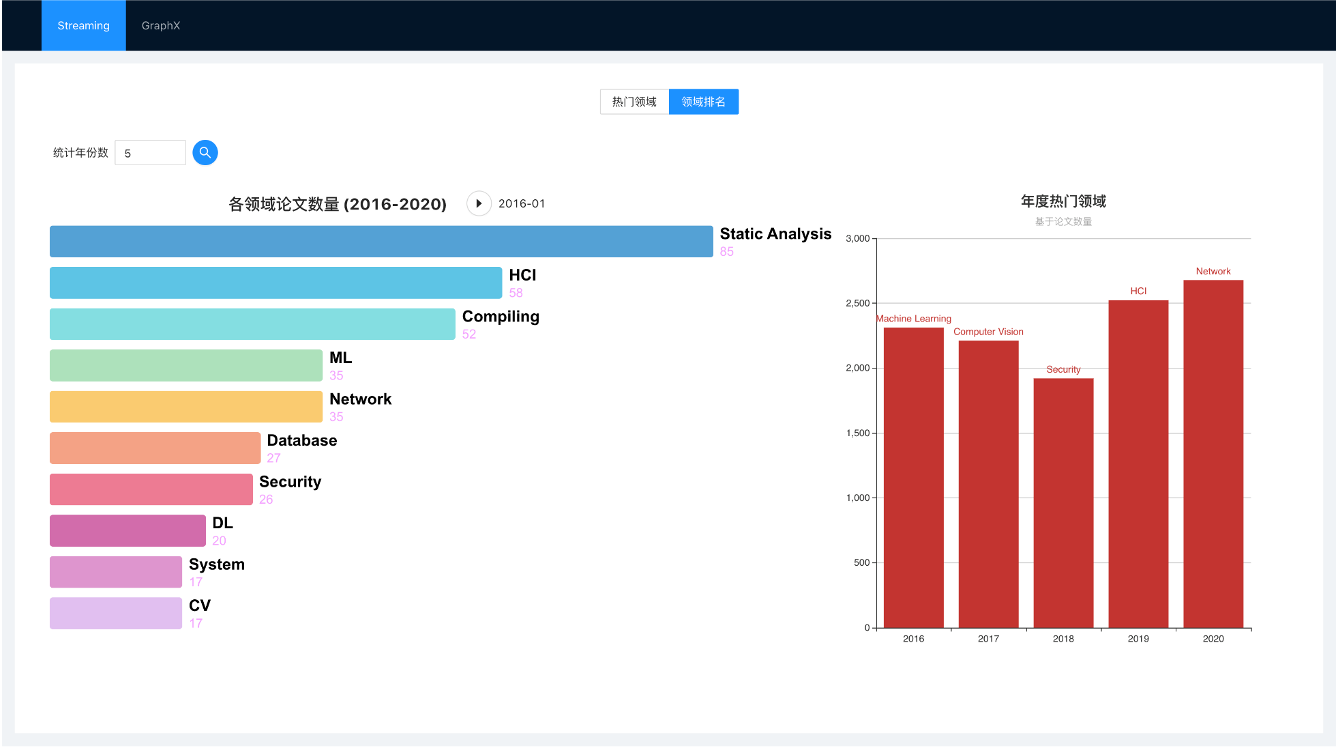 Streaming GraphX
热门领域 领域排名
统计年份数 5
各领域论文数量 (2016-2020) 2016-01
Static Analysis
85
HCI
58
Compiling
52
ML
35
Network
35
Database
27
Security
26
DL
20
System
17
CV
17
年度热门领域
基于论文数量
3,000
2,500
2,000
1,500
1,000
500
0
Machine Learning
Computer Vision
Security
HCI
Network
2016 2017 2018 2019 2020